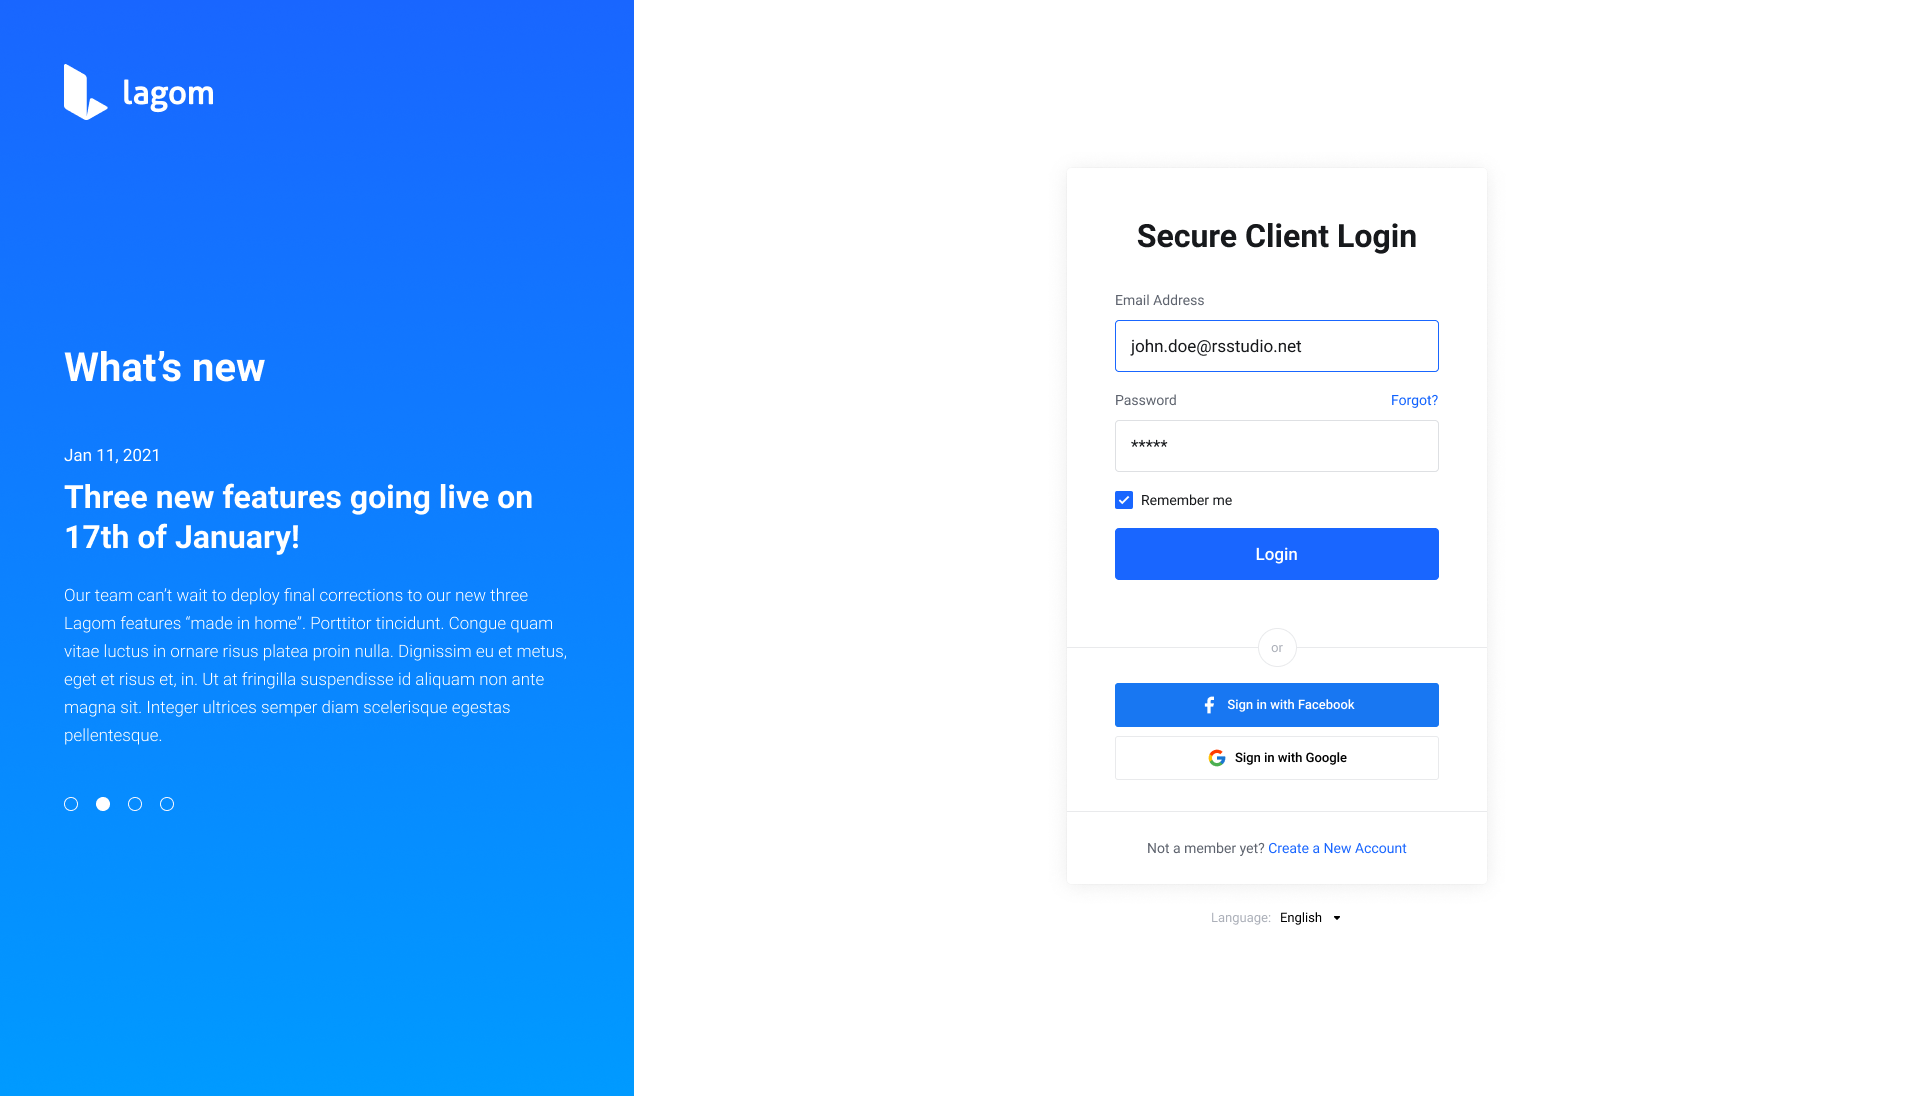 lagom
What’s new
Jan 11, 2021
Three new features going live on
17th of January!
Our team can’t wait to deploy final corrections to our new three
Lagom features “made in home”. Porttitor tincidunt. Congue quam
vitae luctus in ornare risus platea proin nulla. Dignissim eu et metus,
eget et risus et, in. Ut at fringilla suspendisse id aliquam non ante
magna sit. Integer ultrices semper diam scelerisque egestas
pellentesque.
Secure Client Login
Email Address
john.doe@rsstudio.net
Password Forgot?
*****
Remember me
Login
or
Sign in with Facebook
Sign in with Google
Not a member yet? Create a New Account
Language: English